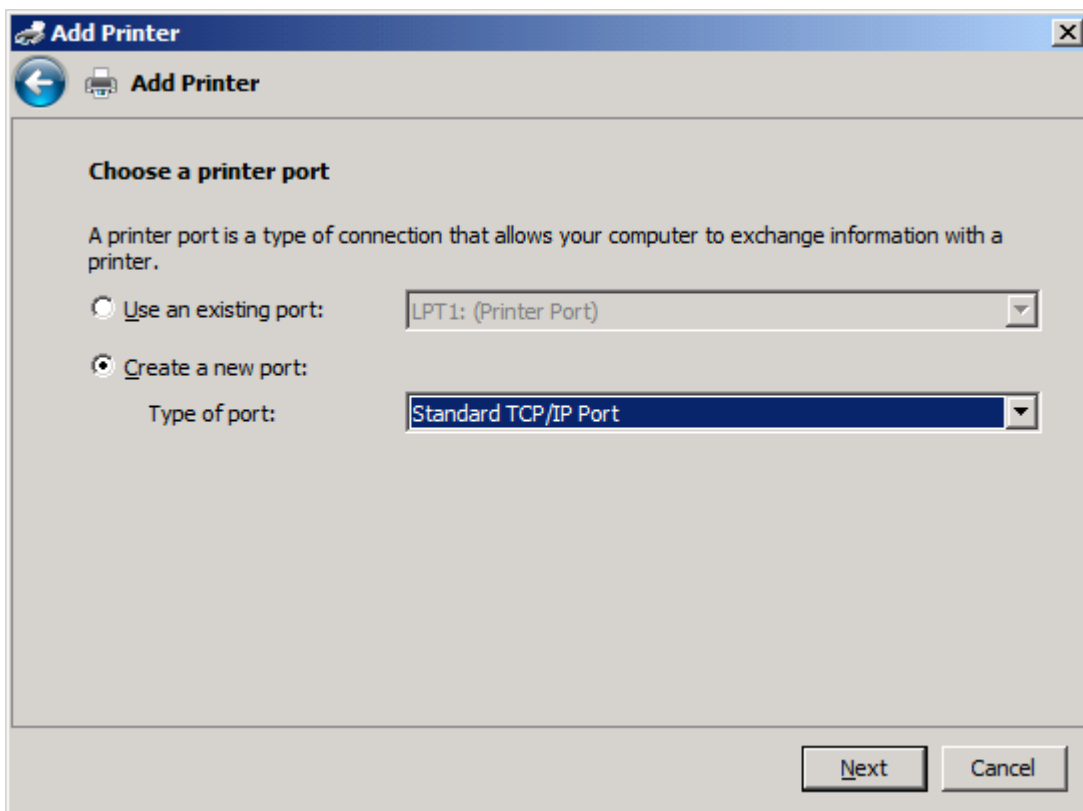 Add Printer
Add Printer
Choose a printer port
A printer port is a type of connection that allows your computer to exchange information with a
printer.
Use an existing port:
LPT1: (Printer Port)
Create a new port:
Type of port:
Standard TCP/IP Port
Next
Cancel